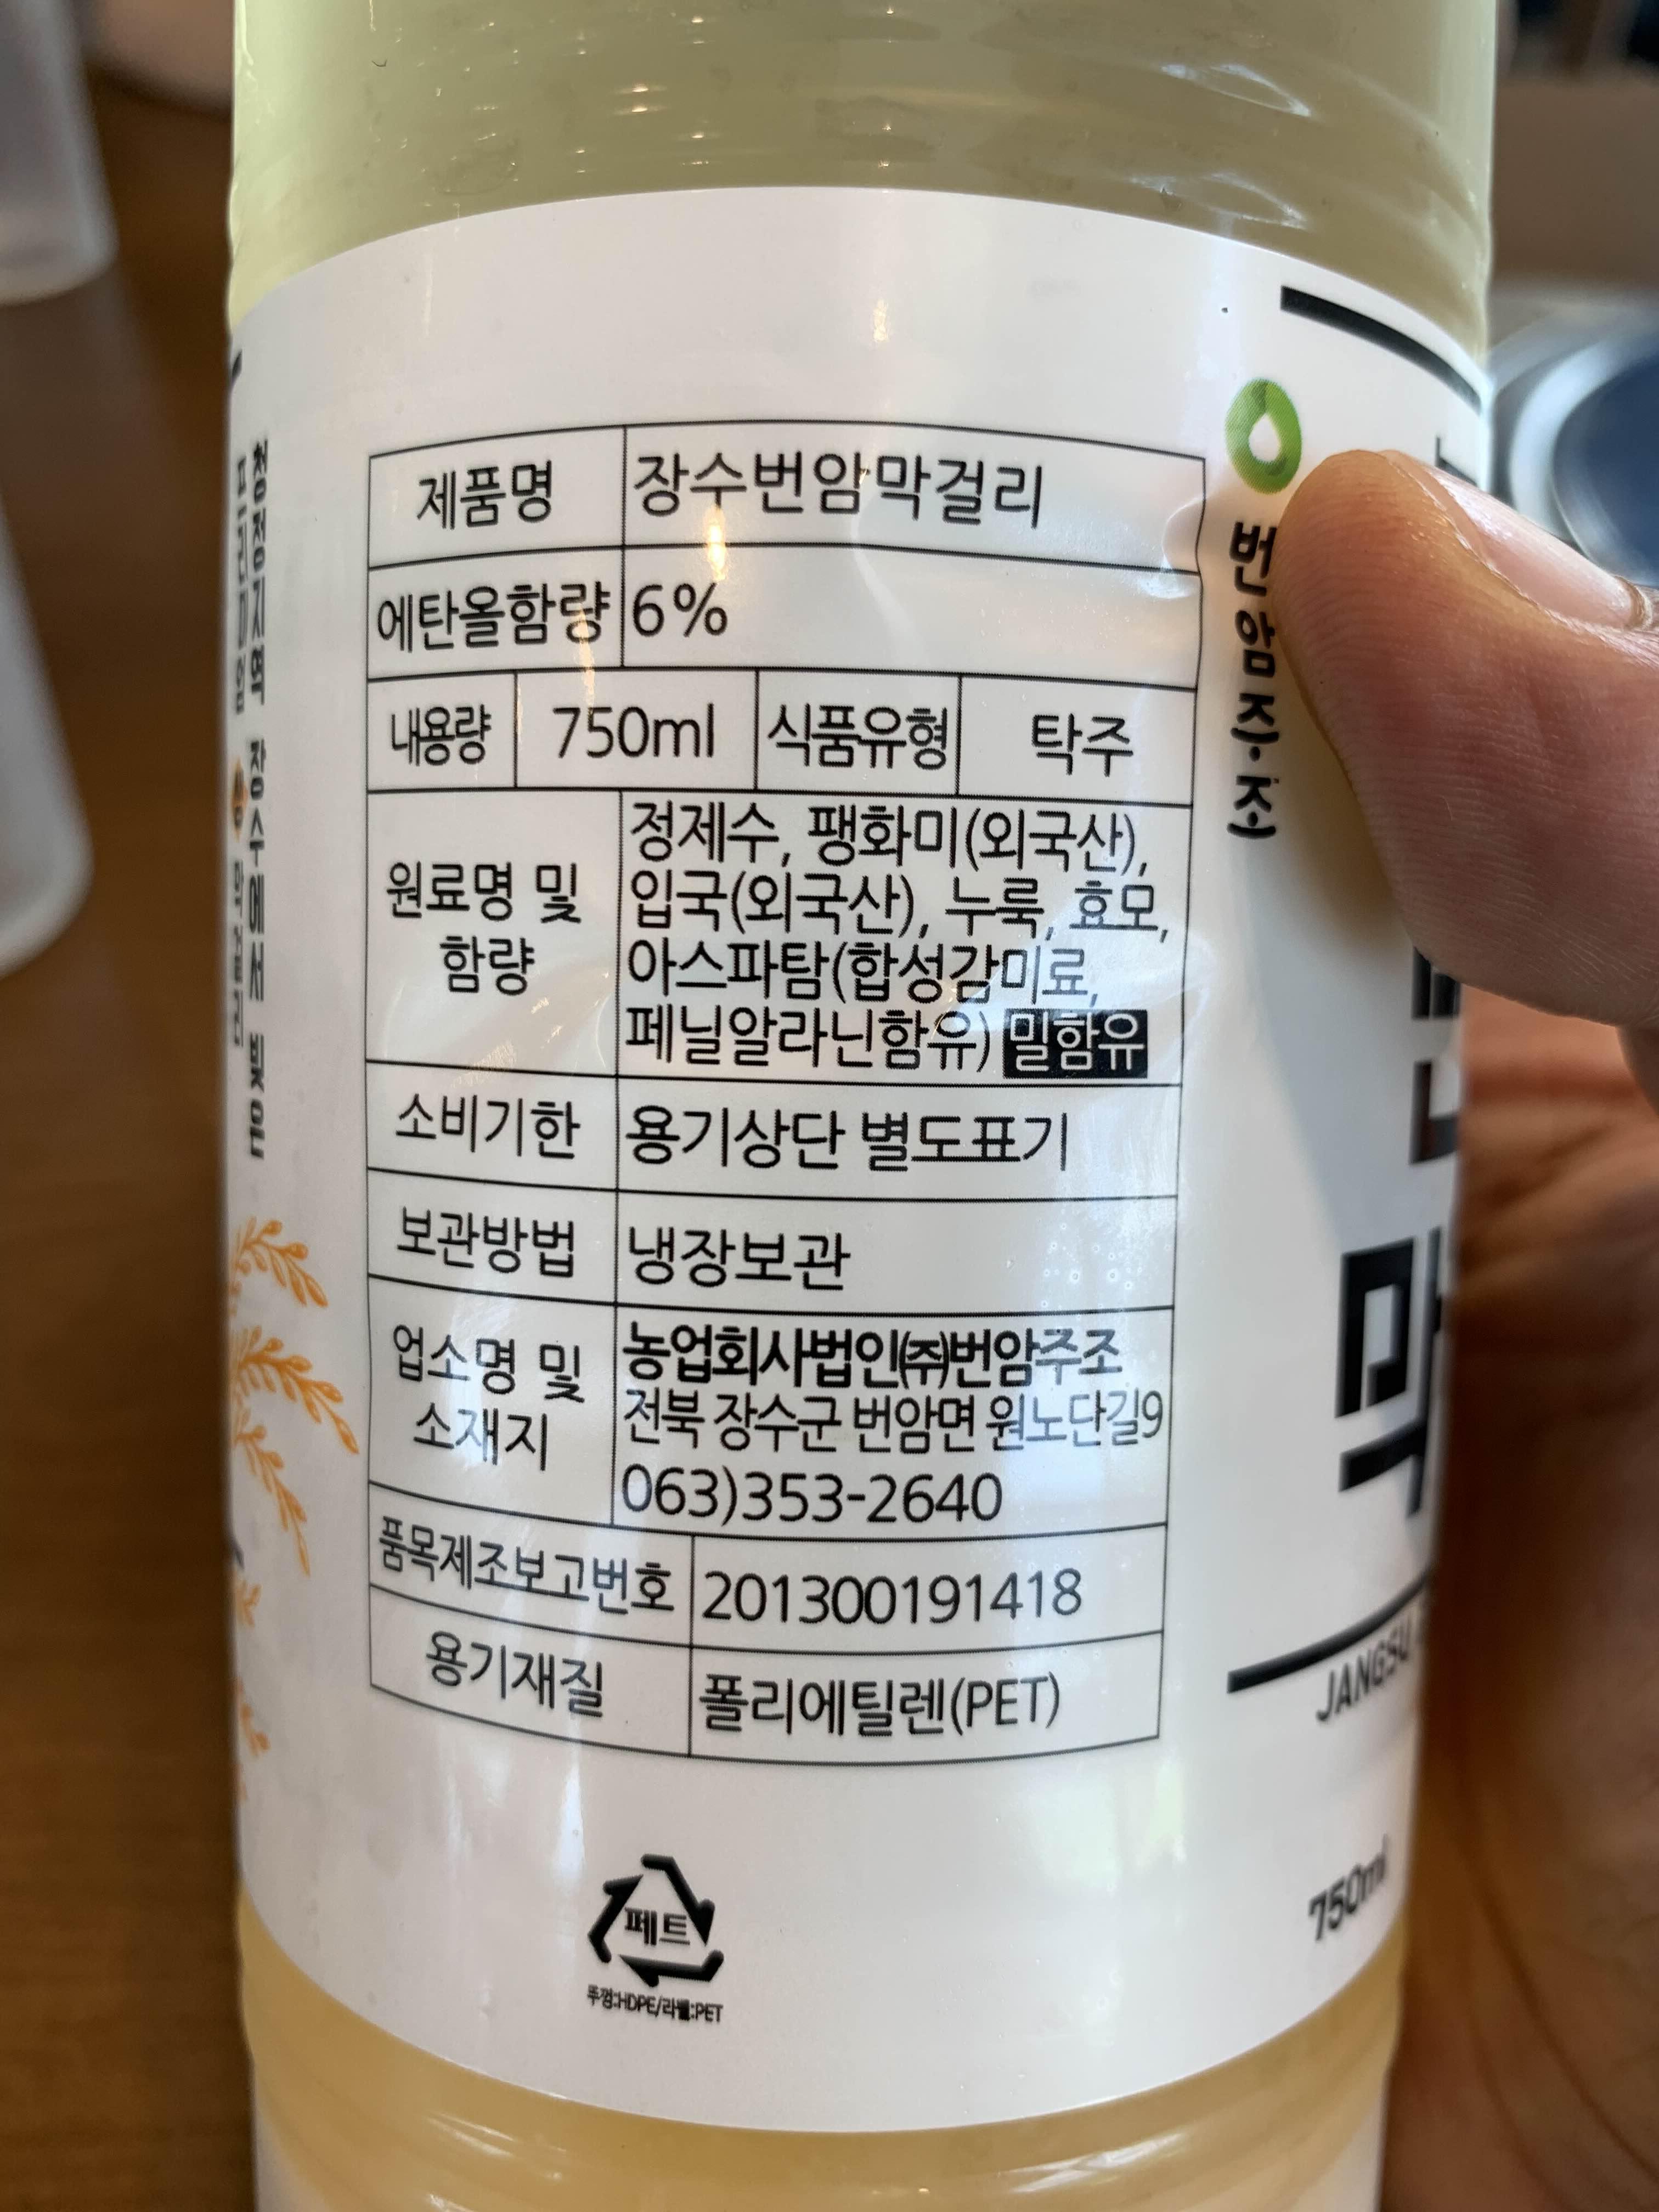 청정지역 장수에서 빚은
프리미엄 쌀막걸리
제품명 장수번암막걸리
에탄올함량 6%
내용량 750ml 식품유형 탁주
원료명 및 함량
정제수, 팽화미(외국산),
입국(외국산), 누룩, 효모,
아스파탐(합성감미료,
페닐알라닌함유) 밀함유
소비기한 용기상단 별도표기
보관방법 냉장보관
업소명 및 소재지
농업회사법인㈜번암주조
전북 장수군 번암면 원노단길9
063)353-2640
품목제조보고번호 201300191418
용기재질 폴리에틸렌(PET)
페트
뚜껑:HDPE/라벨:PET
번암주조
막
JANGSU
750ml